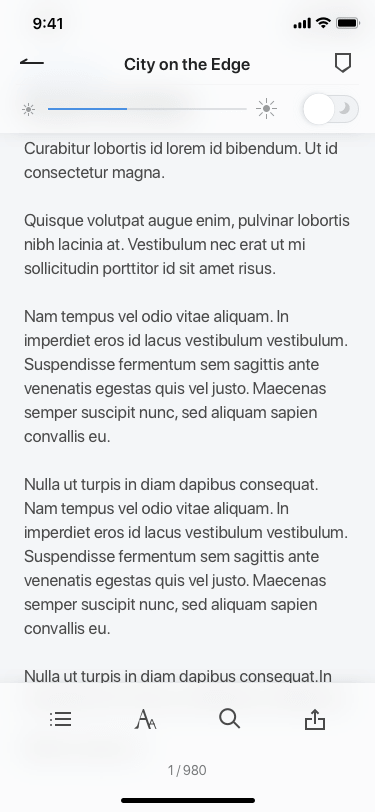 9:41
City on the Edge
Curabitur lobortis id lorem id bibendum. Ut id
consectetur magna.
Quisque volutpat augue enim, pulvinar lobortis
nibh lacinia at. Vestibulum nec erat ut mi
sollicitudin porttitor id sit amet risus.
Nam tempus vel odio vitae aliquam. In
imperdiet eros id lacus vestibulum vestibulum.
Suspendisse fermentum sem sagittis ante
venenatis egestas quis vel justo. Maecenas
semper suscipit nunc, sed aliquam sapien
convallis eu.
Nulla ut turpis in diam dapibus consequat.
Nam tempus vel odio vitae aliquam. In
imperdiet eros id lacus vestibulum vestibulum.
Suspendisse fermentum sem sagittis ante
venenatis egestas quis vel justo. Maecenas
semper suscipit nunc, sed aliquam sapien
convallis eu.
Nulla ut turpis in diam dapibus consequat.In
AA
1 / 980